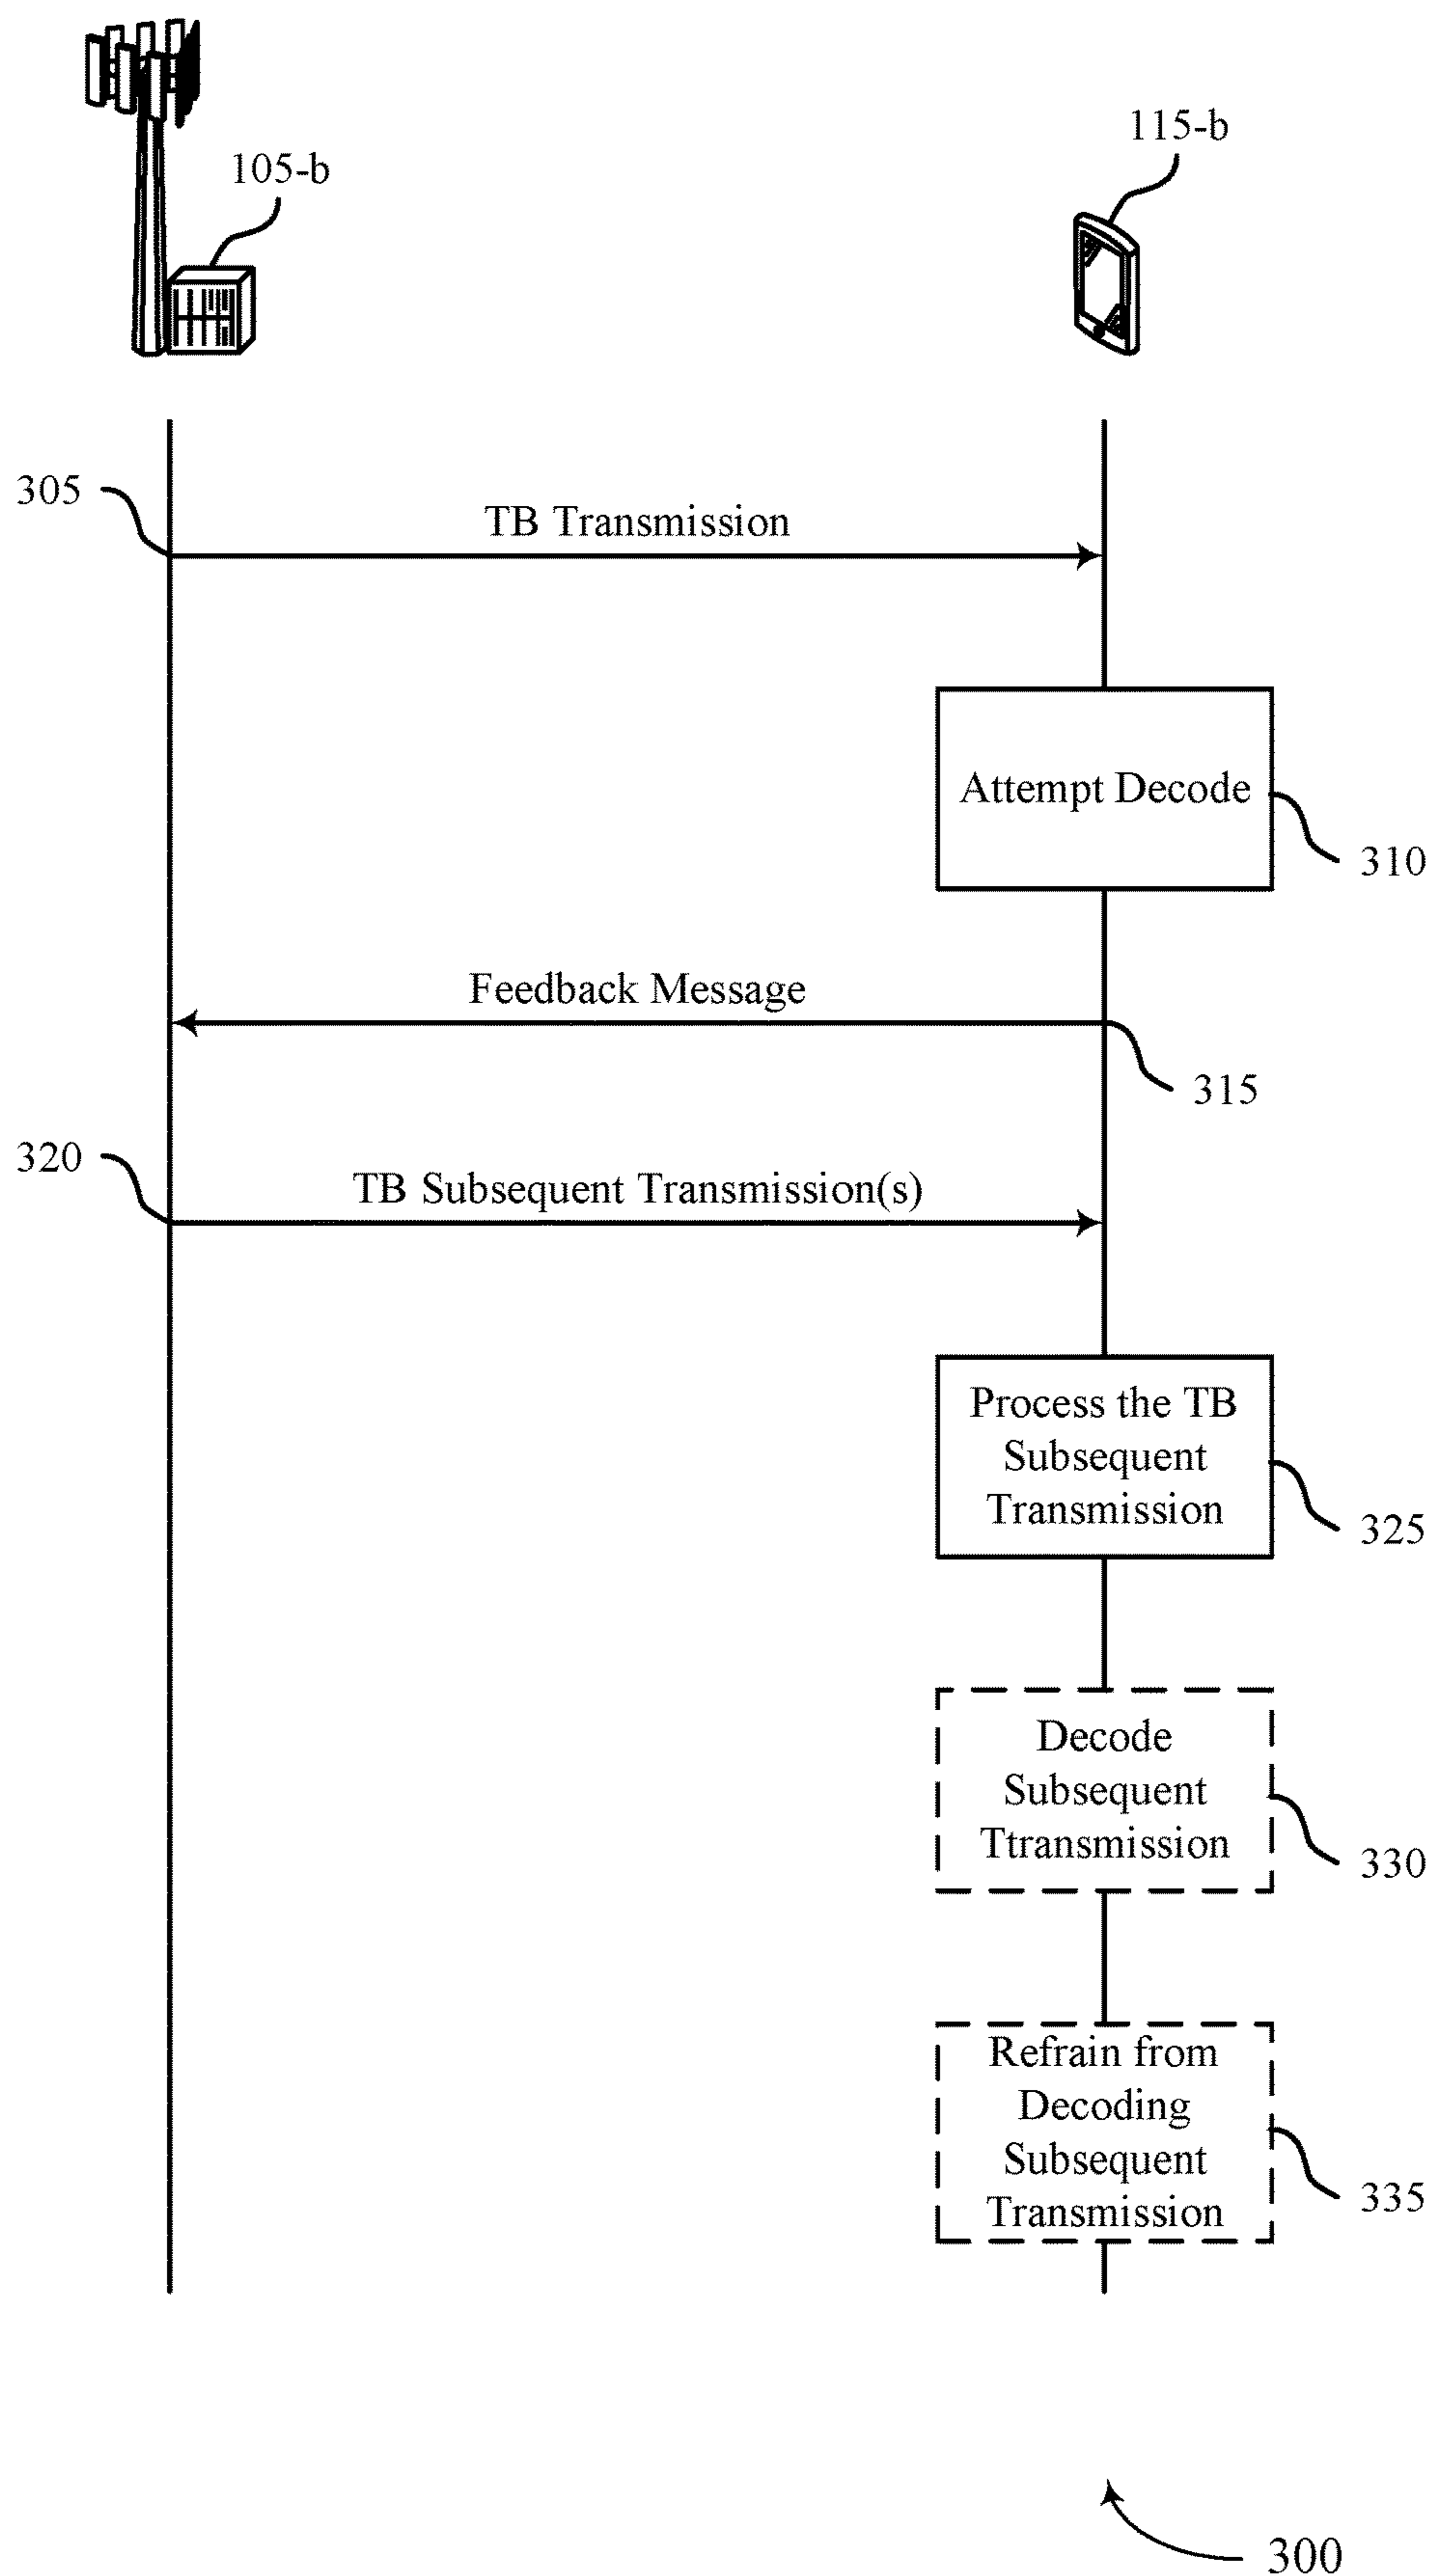 115-b
105-b
305
TB Transmission
Attempt Decode
310
Feedback Message
315
320
TB Subsequent Transmission(s)
Process the TB
Subsequent
Transmission
325
Decode
Subsequent
Ttransmission
330
Refrain from
Decoding
Subsequent
Transmission
335
300